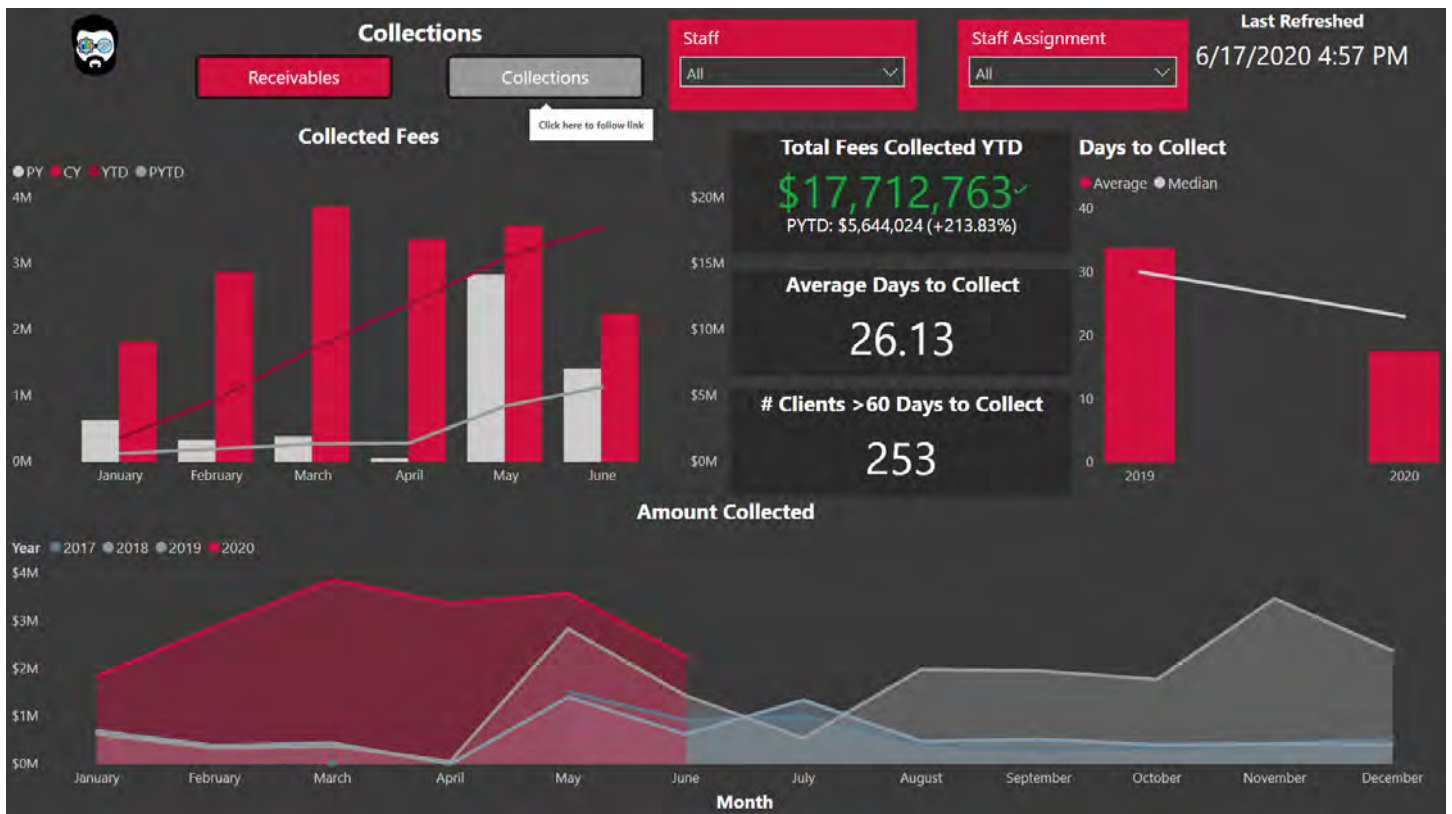 Collections
Receivables
Collections
Click here to follow link
Staff
All
Staff Assignment
All
Last Refreshed
6/17/2020 4:57 PM
Collected Fees
PY CY YTD PYTD
4M
3M
2M
1M
0M
$20M
$15M
$10M
$5M
$0M
January February March April May June
Total Fees Collected YTD
$17,712,763
PYTD: $5,644,024 (+213.83%)
Average Days to Collect
26.13
# Clients >60 Days to Collect
253
Days to Collect
Average Median
40
30
20
10
0
2019 2020
Amount Collected
Year 2017 2018 2019 2020
$4M
$3M
$2M
$1M
$0M
January February March April May June July August September October November December
Month